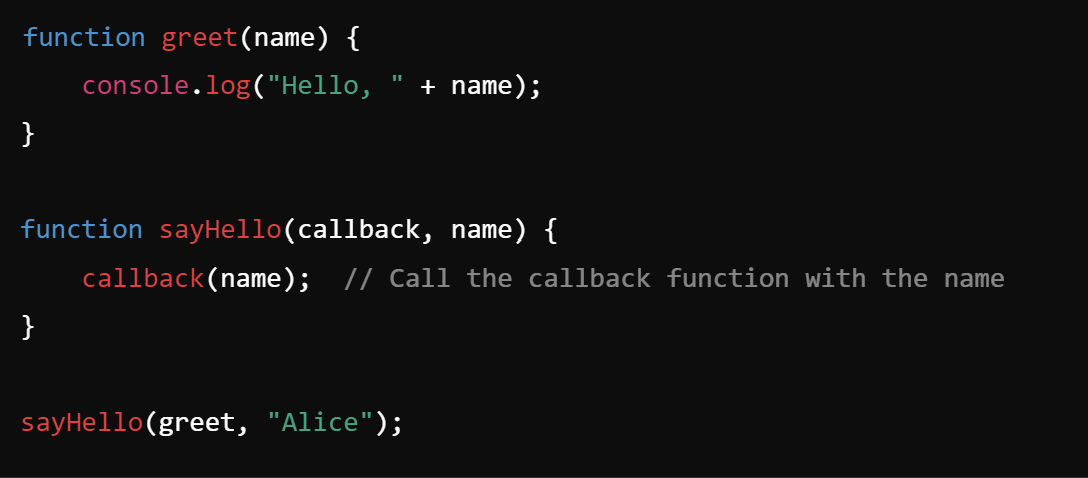 function greet(name) {
    console.log("Hello, " + name);
}

function sayHello(callback, name) {
    callback(name);  // Call the callback function with the name
}

sayHello(greet, "Alice");